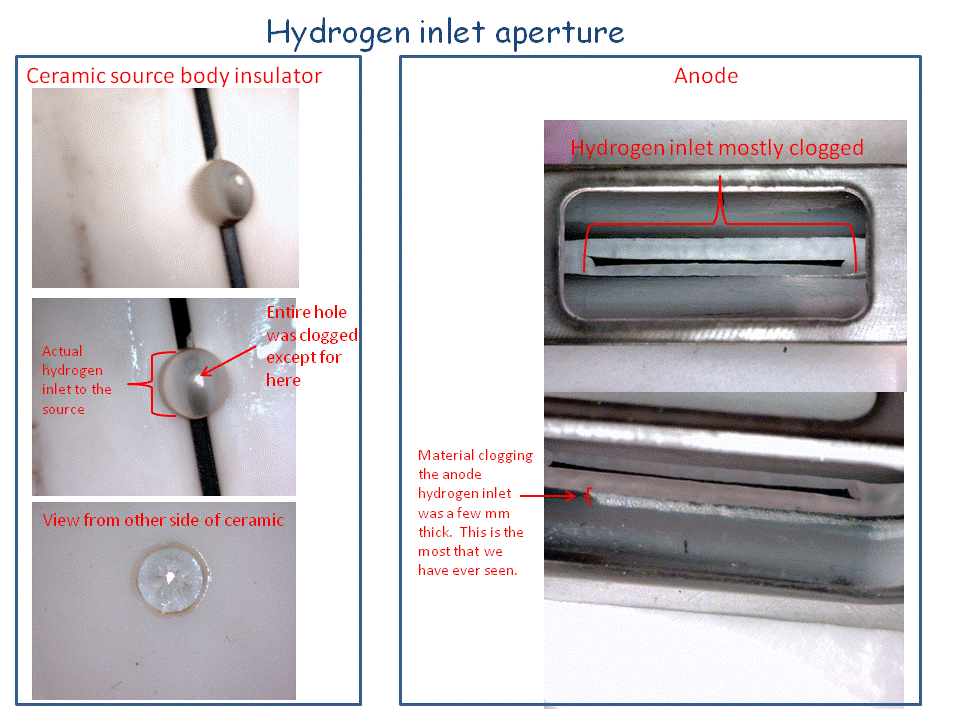 Hydrogen inlet aperture
Ceramic source body insulator
Entire hole
was clogged
except for
here
Actual
hydrogen
inlet to the
source
View from other side of ceramic
Anode
Hydrogen inlet mostly clogged
Material clogging
the anode
hydrogen inlet
was a few mm
thick. This is the
most that we
have ever seen.